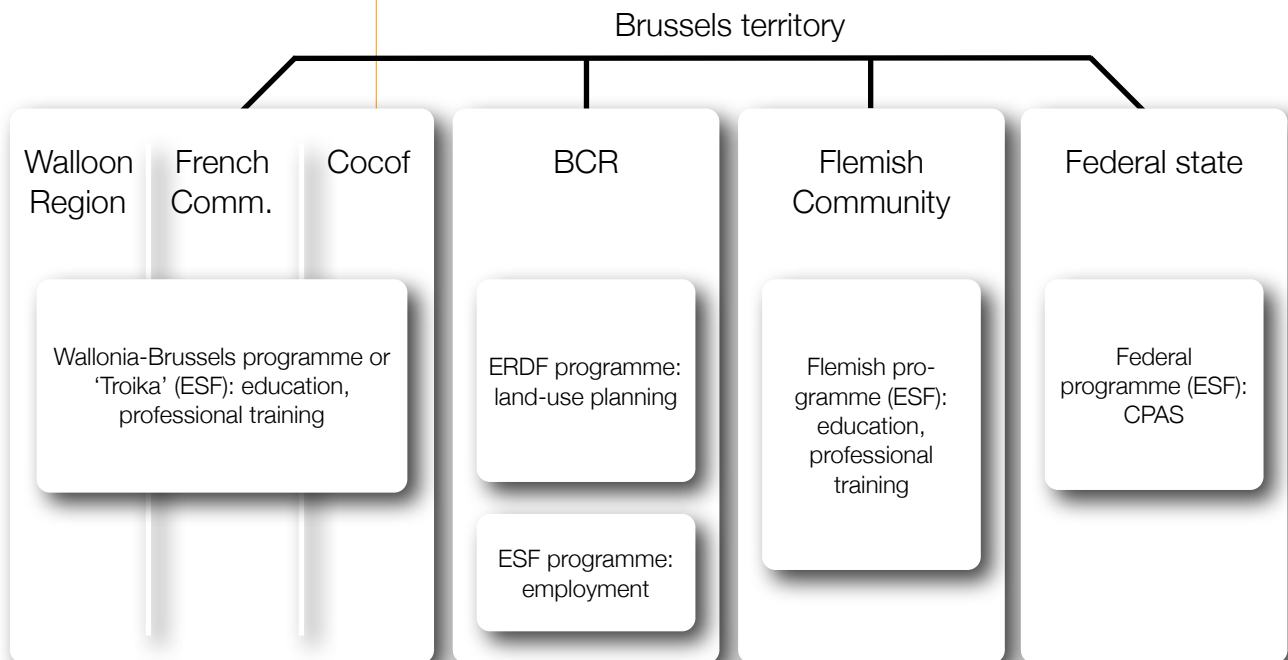 Brussels territory
Walloon
Region
French
Comm.
Cocof
Wallonia-Brussels programme or
‘Troika’ (ESF): education,
professional training
BCR
ERDF programme:
land-use planning
ESF programme:
employment
Flemish
Community
Flemish pro-
gramme (ESF):
education,
professional
training
Federal state
Federal
programme (ESF):
CPAS